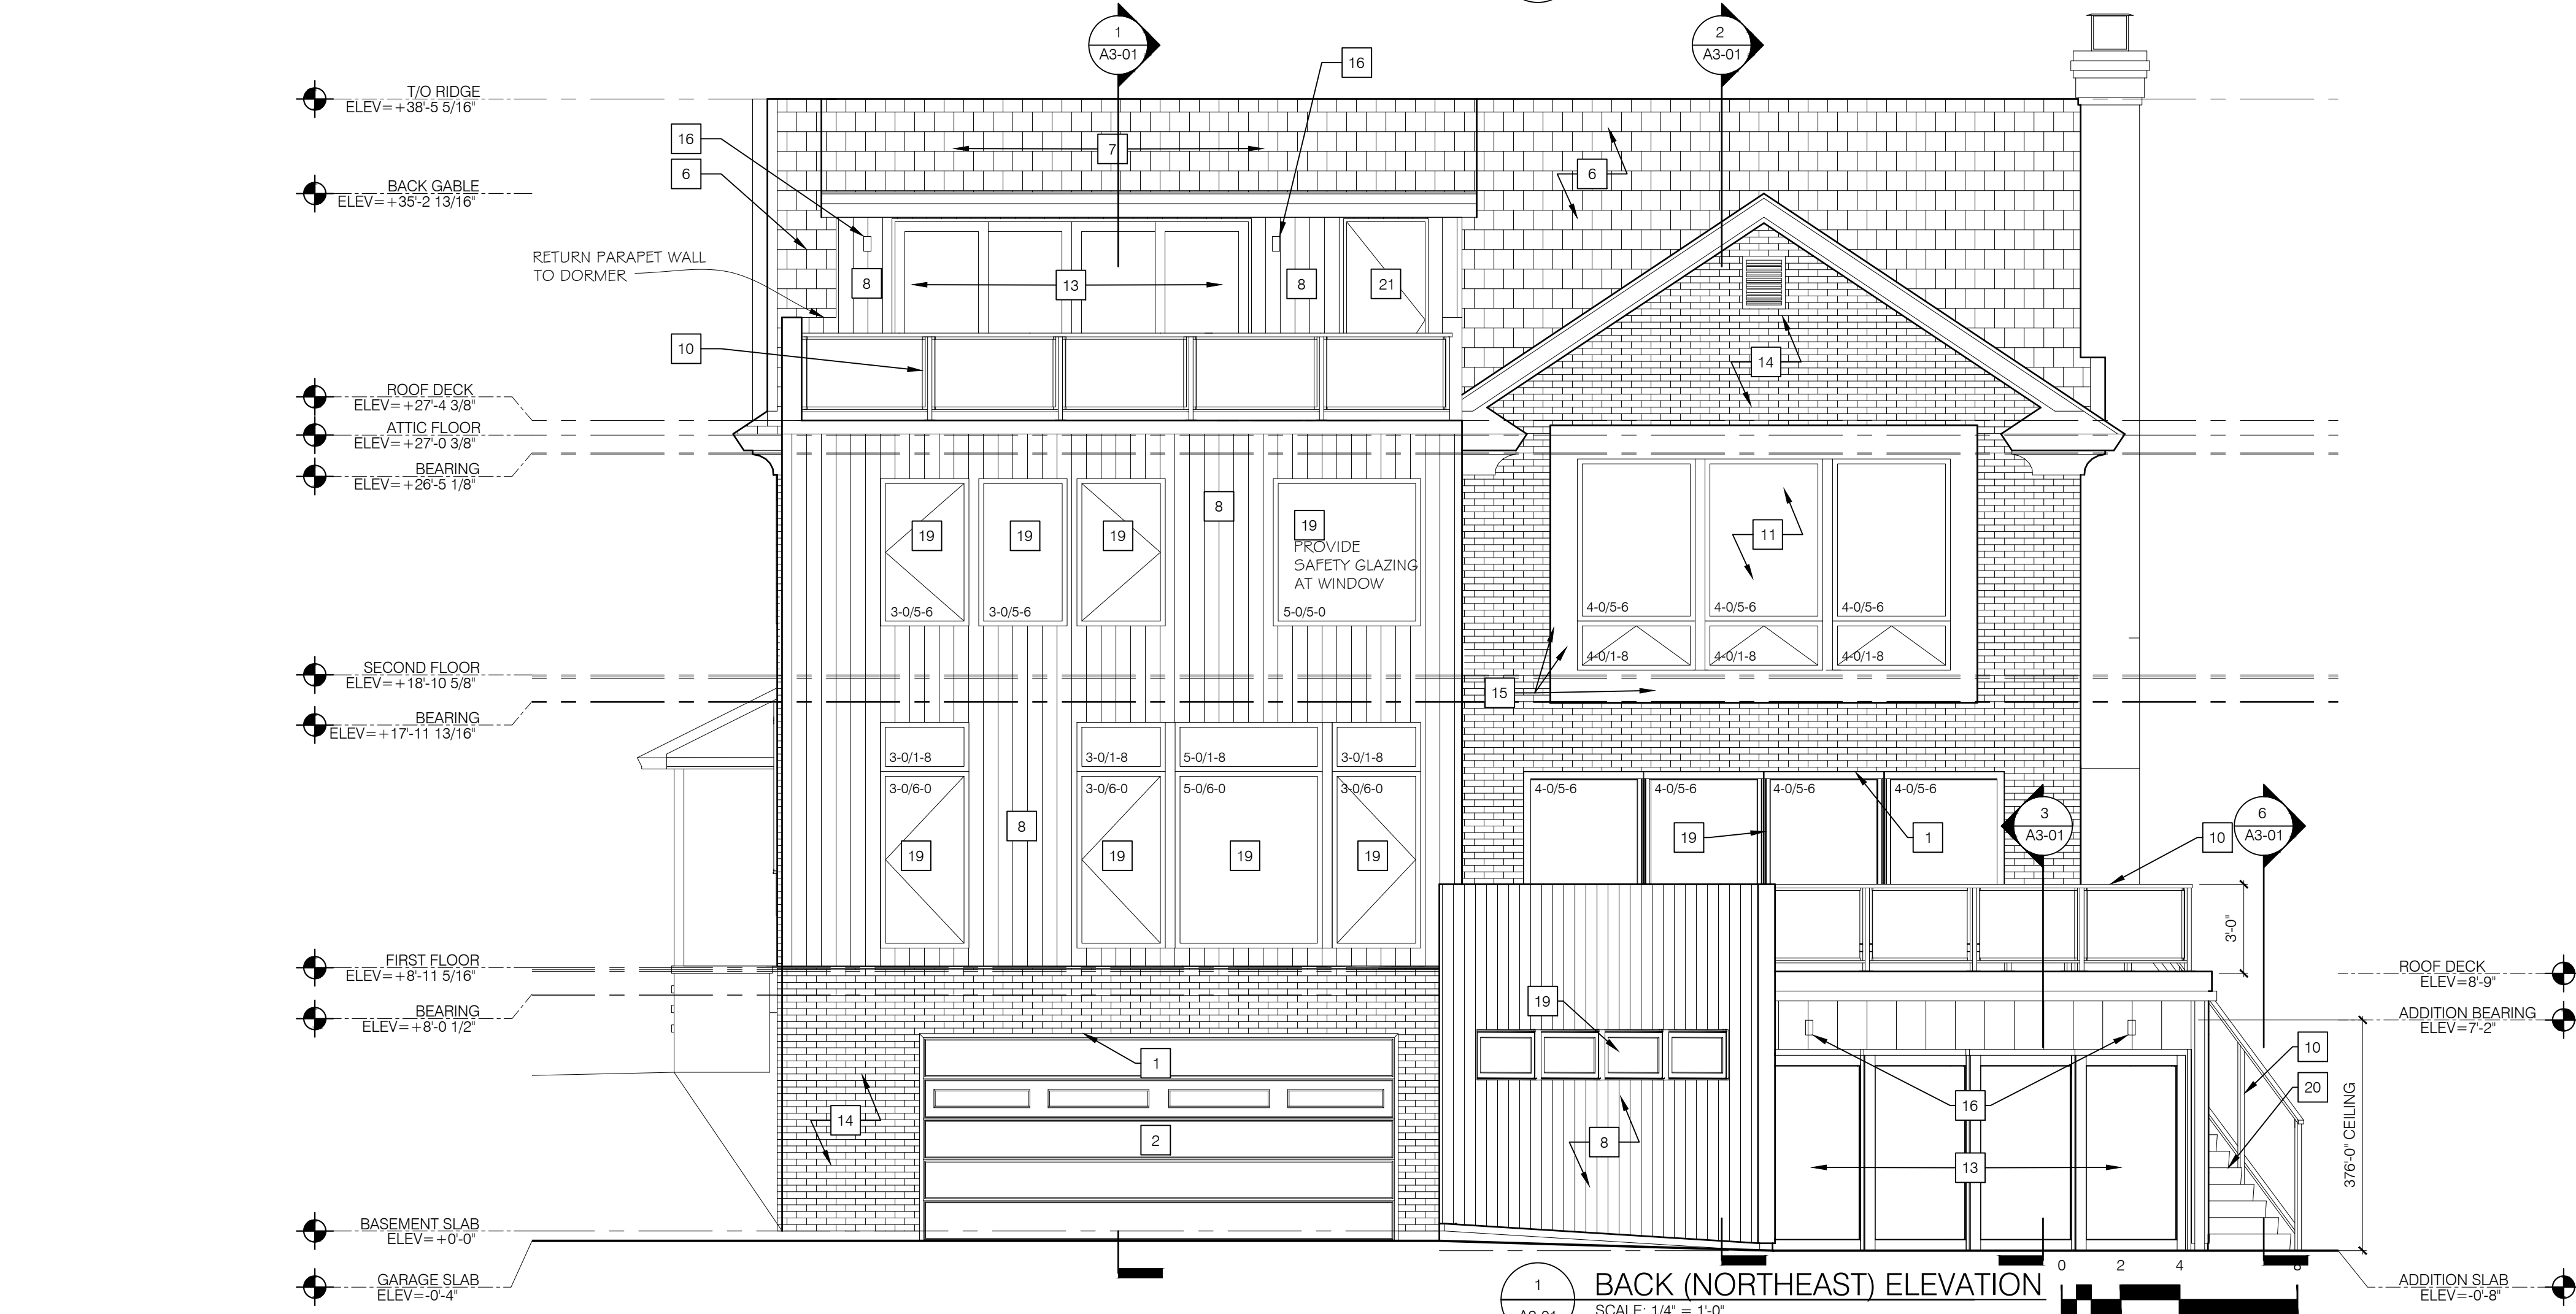 1
A3-01
2
A3-01
16
T/O RIDGE
ELEV=+38'-5 5/16"
16
7
6
6
BACK GABLE
ELEV=+35'-2 13/16"
RETURN PARAPET WALL
TO DORMER
8
13
8
21
10
14
ROOF DECK
ELEV=+27'-4 3/8"
ATTIC FLOOR
ELEV=+27'-0 3/8"
BEARING
ELEV=+26'-5 1/8"
8
19
19
19
19
PROVIDE
SAFETY GLAZING
AT WINDOW
11
3-0/5-6
3-0/5-6
5-0/5-0
4-0/5-6
4-0/5-6
4-0/5-6
4-0/1-8
4-0/1-8
4-0/1-8
SECOND FLOOR
ELEV=+18'-10 5/8"
15
BEARING
ELEV=+17'-11 13/16"
3-0/1-8
3-0/1-8
5-0/1-8
3-0/1-8
3-0/6-0
3-0/6-0
5-0/6-0
3-0/6-0
4-0/5-6
4-0/5-6
4-0/5-6
4-0/5-6
8
19
1
3
A3-01
10
6
A3-01
19
19
19
19
3'-0"
FIRST FLOOR
ELEV=+8'-11 5/16"
ROOF DECK
ELEV=8'-9"
BEARING
ELEV=+8'-0 1/2"
19
ADDITION BEARING
ELEV=7'-2"
1
10
20
14
2
8
16
13
376'-0" CEILING
BASEMENT SLAB
ELEV=+0'-0"
GARAGE SLAB
ELEV=-0'-4"
0 2 4 8
1
A3-01
BACK (NORTHEAST) ELEVATION
SCALE: 1/4" = 1'-0"
ADDITION SLAB
ELEV=-0'-8"